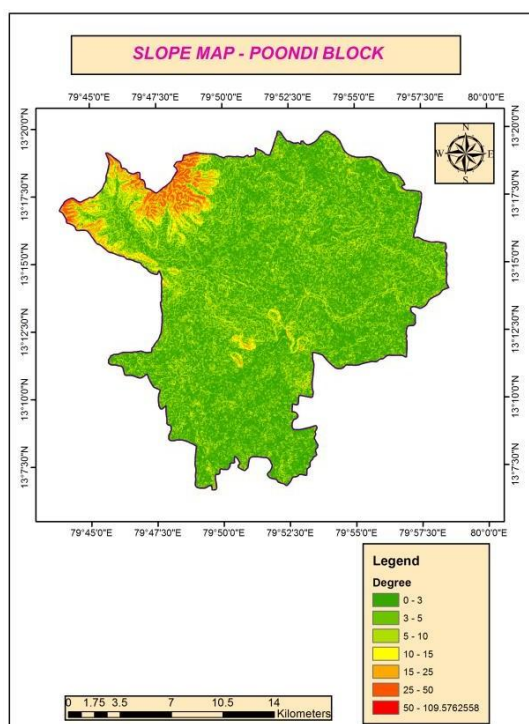 SLOPE MAP - POONDI BLOCK
79°45'0"E 79°47'30"E 79°50'0"E 79°52'30"E 79°55'0"E 79°57'30"E 80°0'0"E
N
W E
S
13°20'0"N 13°20'0"N
13°17'30"N 13°17'30"N
13°15'0"N 13°15'0"N
13°12'30"N 13°12'30"N
13°10'0"N 13°10'0"N
13°7'30"N 13°7'30"N
79°45'0"E 79°47'30"E 79°50'0"E 79°52'30"E 79°55'0"E 79°57'30"E 80°0'0"E
Legend
Degree
0 - 3
3 - 5
5 - 10
10 - 15
15 - 25
25 - 50
50 - 109.5762558
0 1.75 3.5 7 10.5 14
Kilometers